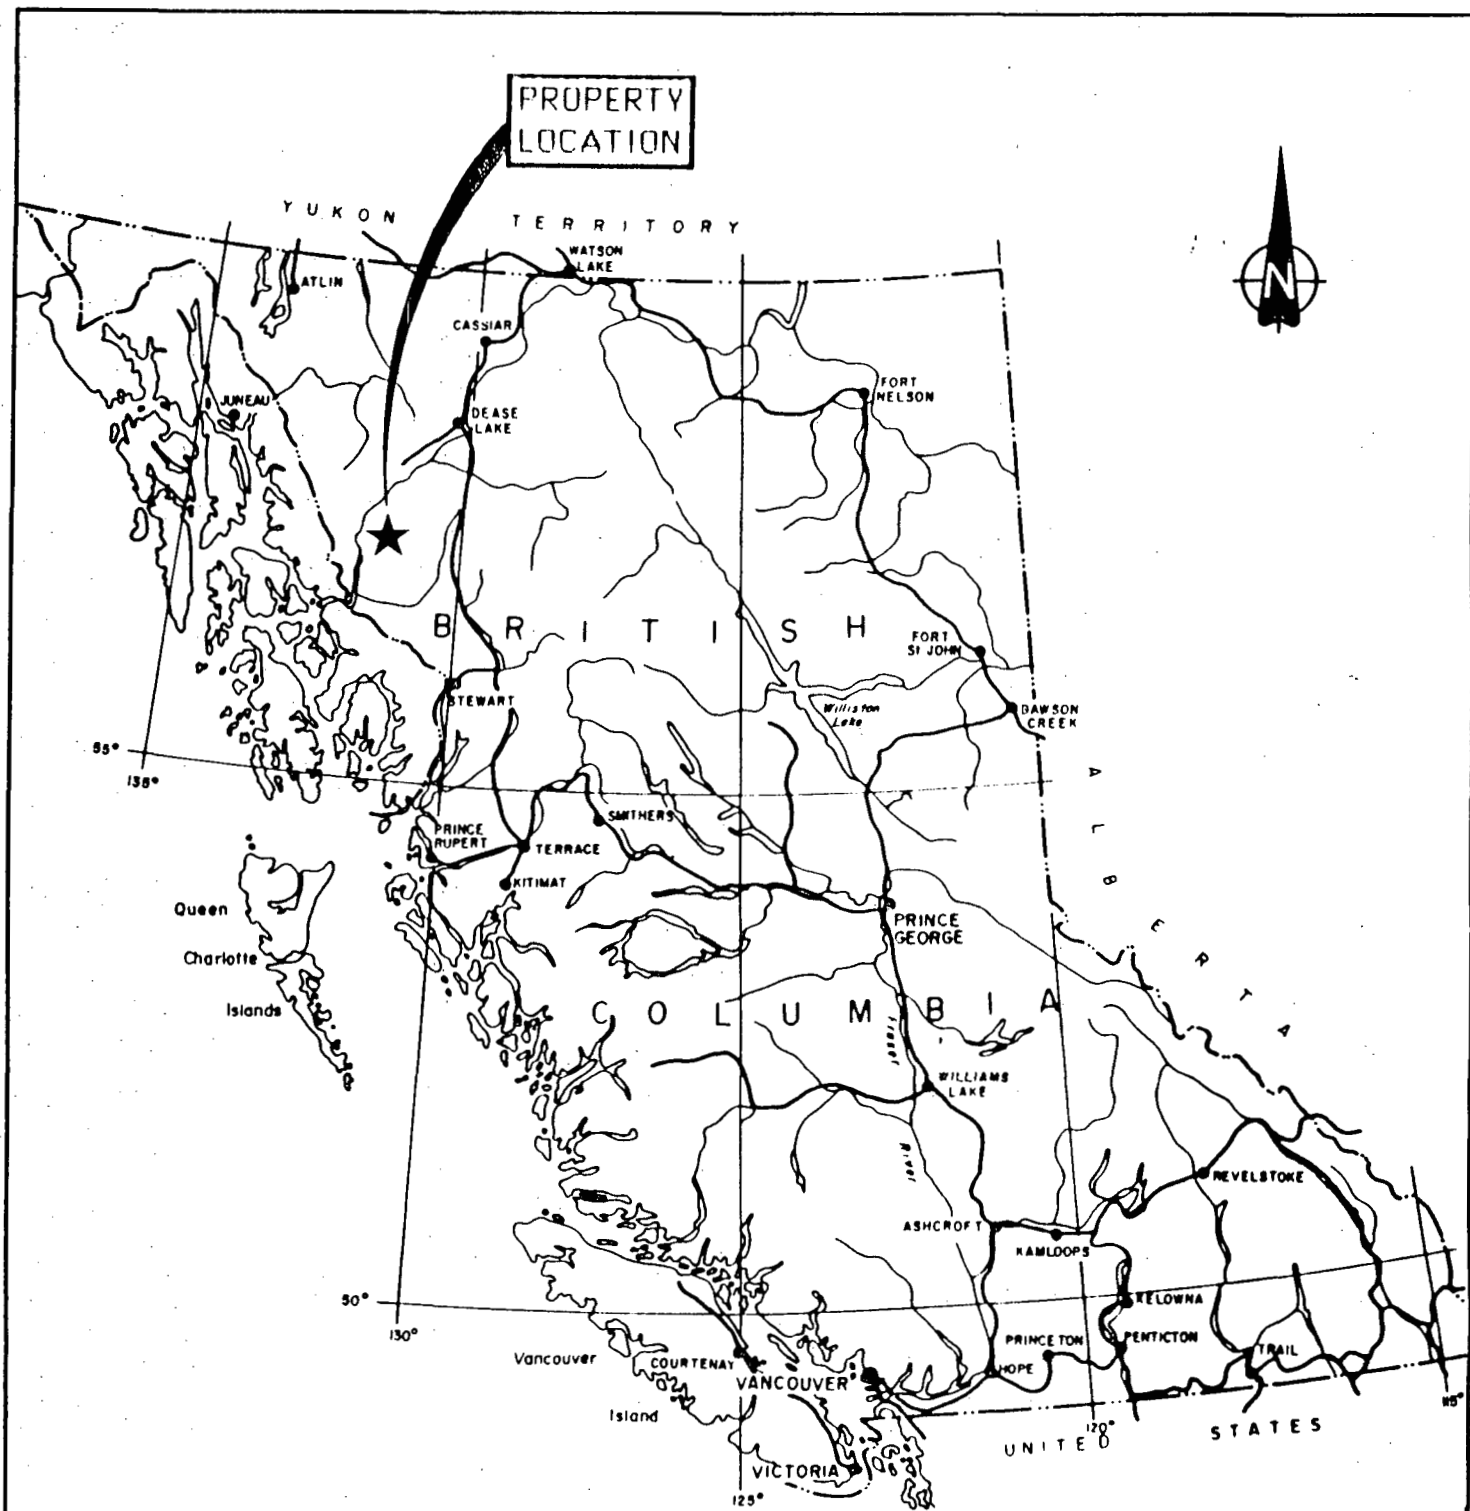 PROPERTY
LOCATION
YUKON TERRITORY
N
WATSON
LAKE
ATLIN
CASSIAR
JUNEAU
DEASE
LAKE
FORT
NELSON
BRITISH
FORT
ST JOHN
STEWART
Williston
Lake
DAWSON
CREEK
55°
135°
ALBERTA
PRINCE
RUPERT
SMITHERS
TERRACE
KITIMAT
Queen
Charlotte
Islands
PRINCE
GEORGE
COLUMBIA
Fraser
River
WILLIAMS
LAKE
REVELSTOKE
ASHCROFT
KAMLOOPS
50°
130°
KELOWNA
PRINCETON
PENTICTON
TRAIL
HOPE
Vancouver
Island
COURTENAY
VANCOUVER
VICTORIA
125°
120°
115°
UNITED STATES